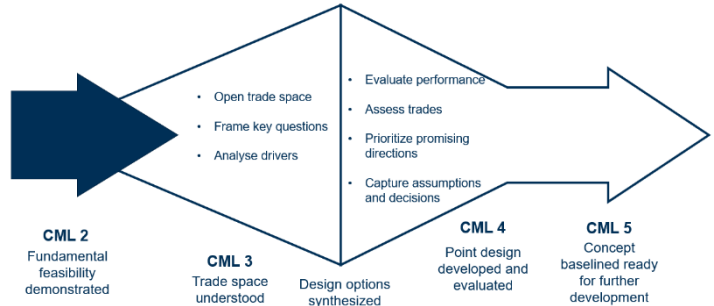 • Open trade space
• Frame key questions
• Analyse drivers
• Evaluate performance
• Assess trades
• Prioritize promising
directions
• Capture assumptions
and decisions
CML 2
Fundamental
feasibility
demonstrated
CML 3
Trade space
understood
Design options
synthesized
CML 4
Point design
developed and
evaluated
CML 5
Concept
baselined ready
for further
development